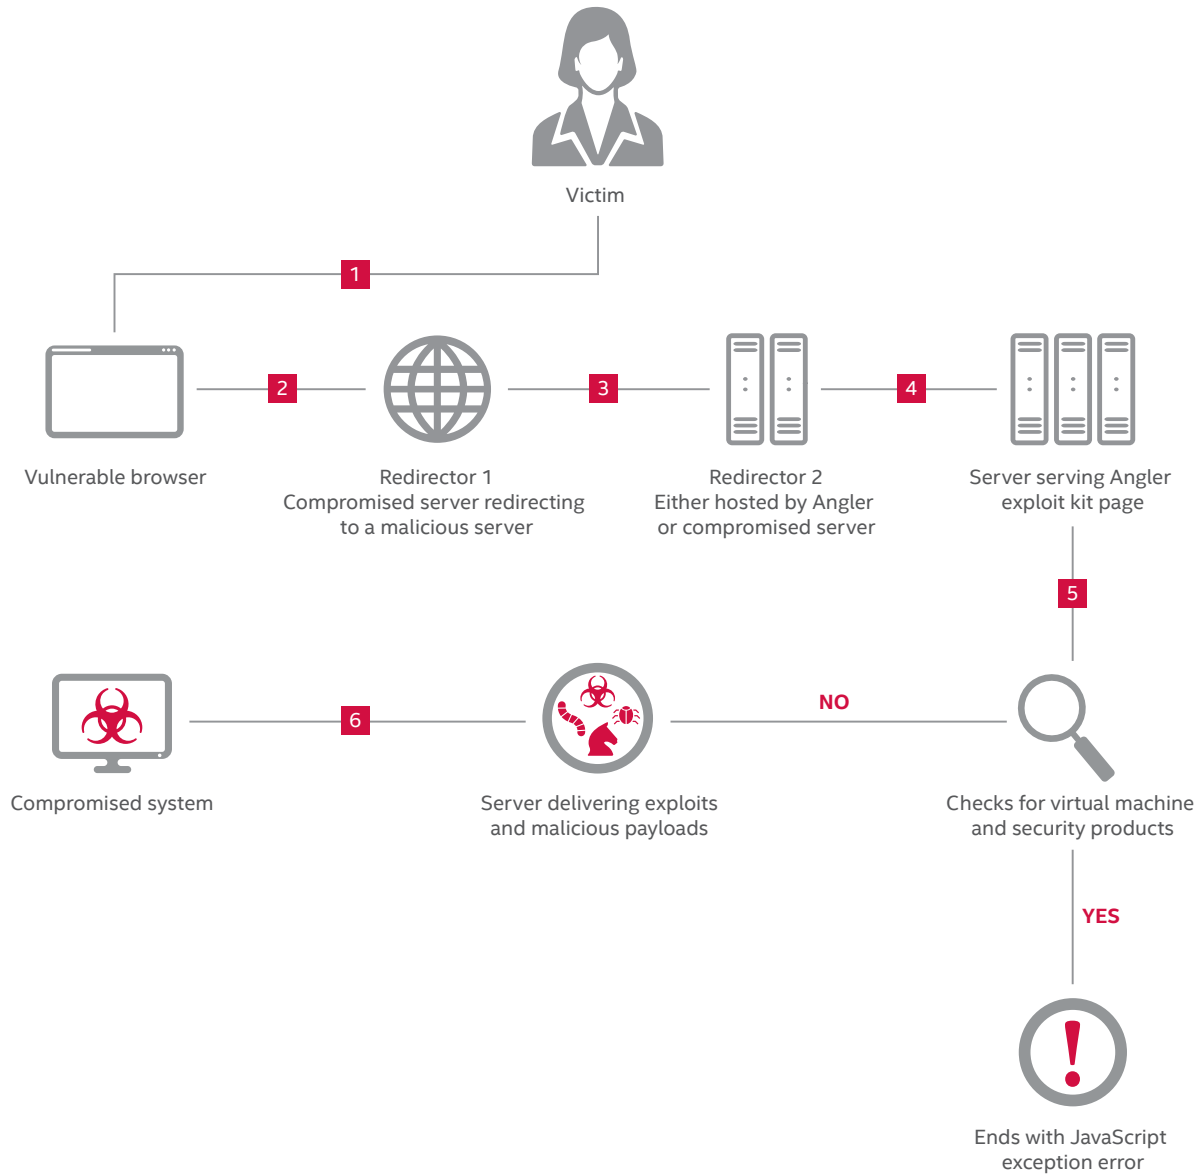 Victim
1
2
3
4
Vulnerable browser
Redirector 1
Compromised server redirecting
to a malicious server
Redirector 2
Either hosted by Angler
or compromised server
Server serving Angler
exploit kit page
5
6
NO
Compromised system
Server delivering exploits
and malicious payloads
Checks for virtual machine
and security products
YES
Ends with JavaScript
exception error